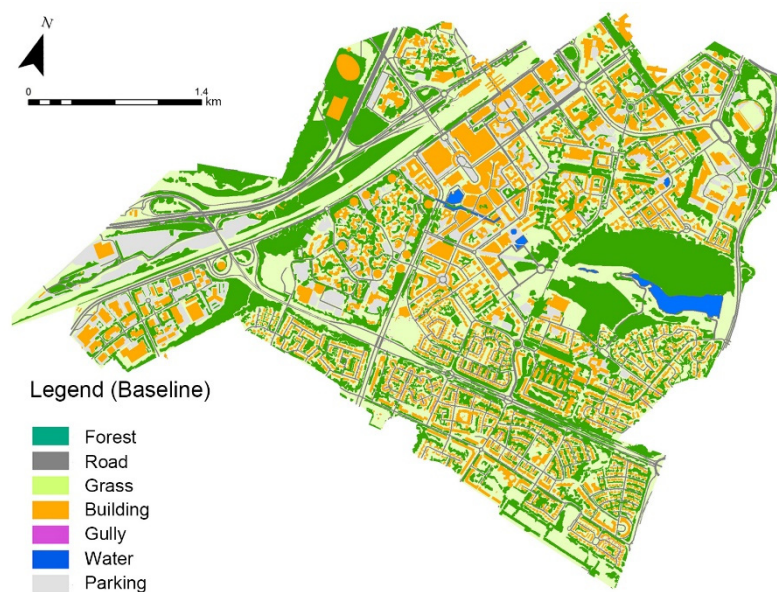 N
0 1.4
km
Legend (Baseline)
Forest
Road
Grass
Building
Gully
Water
Parking